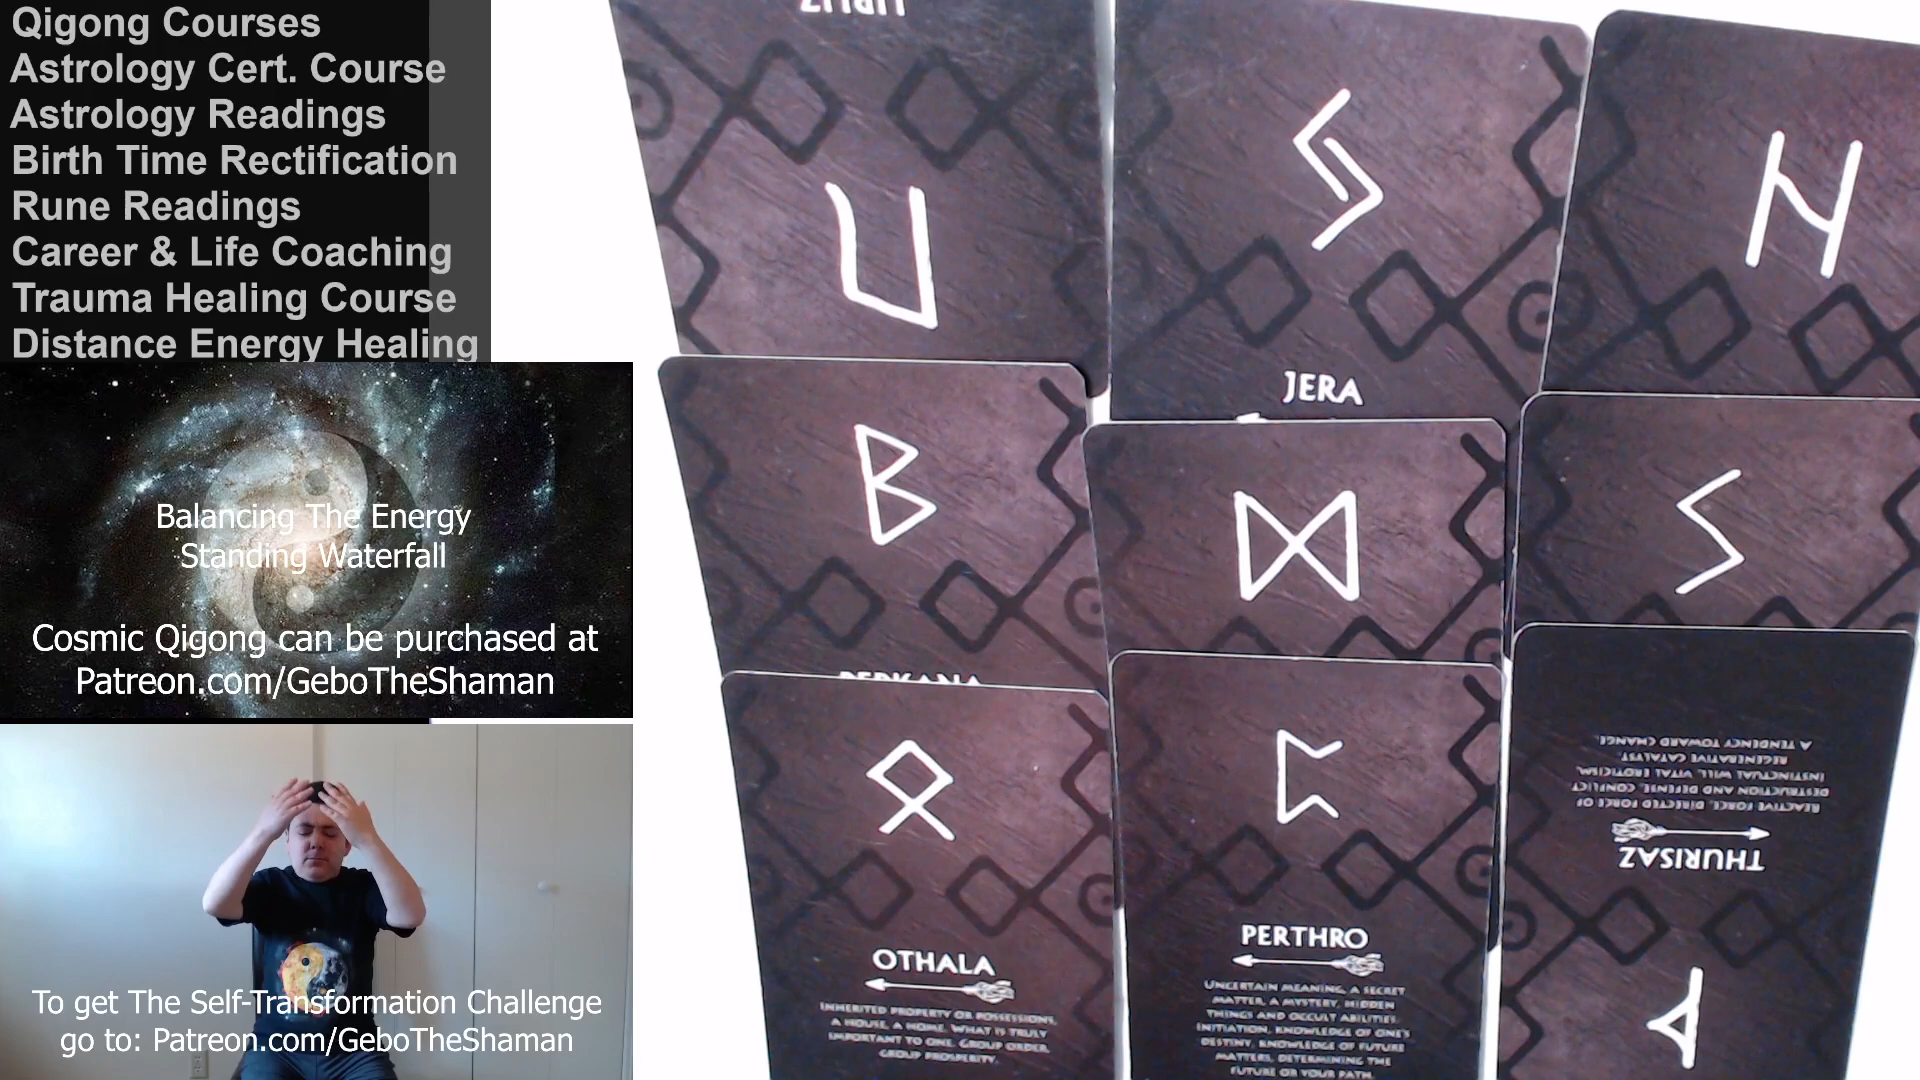 Qigong Courses
Astrology Cert. Course
Astrology Readings
Birth Time Rectification
Rune Readings
Career & Life Coaching
Trauma Healing Course
Distance Energy Healing
Balancing The Energy
Standing Waterfall
Cosmic Qigong can be purchased at
Patreon.com/GeboTheShaman
To get The Self-Transformation Challenge
go to: Patreon.com/GeboTheShaman
URUZ
ᚢ
JERA
ᛒ
ᛞ
ᛊ
BERKANA
ᛟ
OTHALA
INHERITED PROPERTY OR POSSESSIONS,
A HOUSE, A HOME. WHAT IS TRULY
IMPORTANT TO ONE. GROUP ORDER,
GROUP PROSPERITY.
ᛈ
PERTHRO
UNCERTAIN MEANING, A SECRET
MATTER, A MYSTERY, HIDDEN
THINGS AND OCCULT ABILITIES.
INITIATION, KNOWLEDGE OF ONE'S
DESTINY, KNOWLEDGE OF FUTURE
MATTERS, DETERMINING THE
FUTURE OR YOUR PATH.
ᚦ
THURISAZ
REACTIVE FORCE, DIRECTED FORCE OF
DESTRUCTION AND DEFENSE, CONFLICT.
INSTINCTUAL WILL, VITAL EROTICISM,
REGENERATIVE CATALYST.
A TENDENCY TOWARD CHANGE.